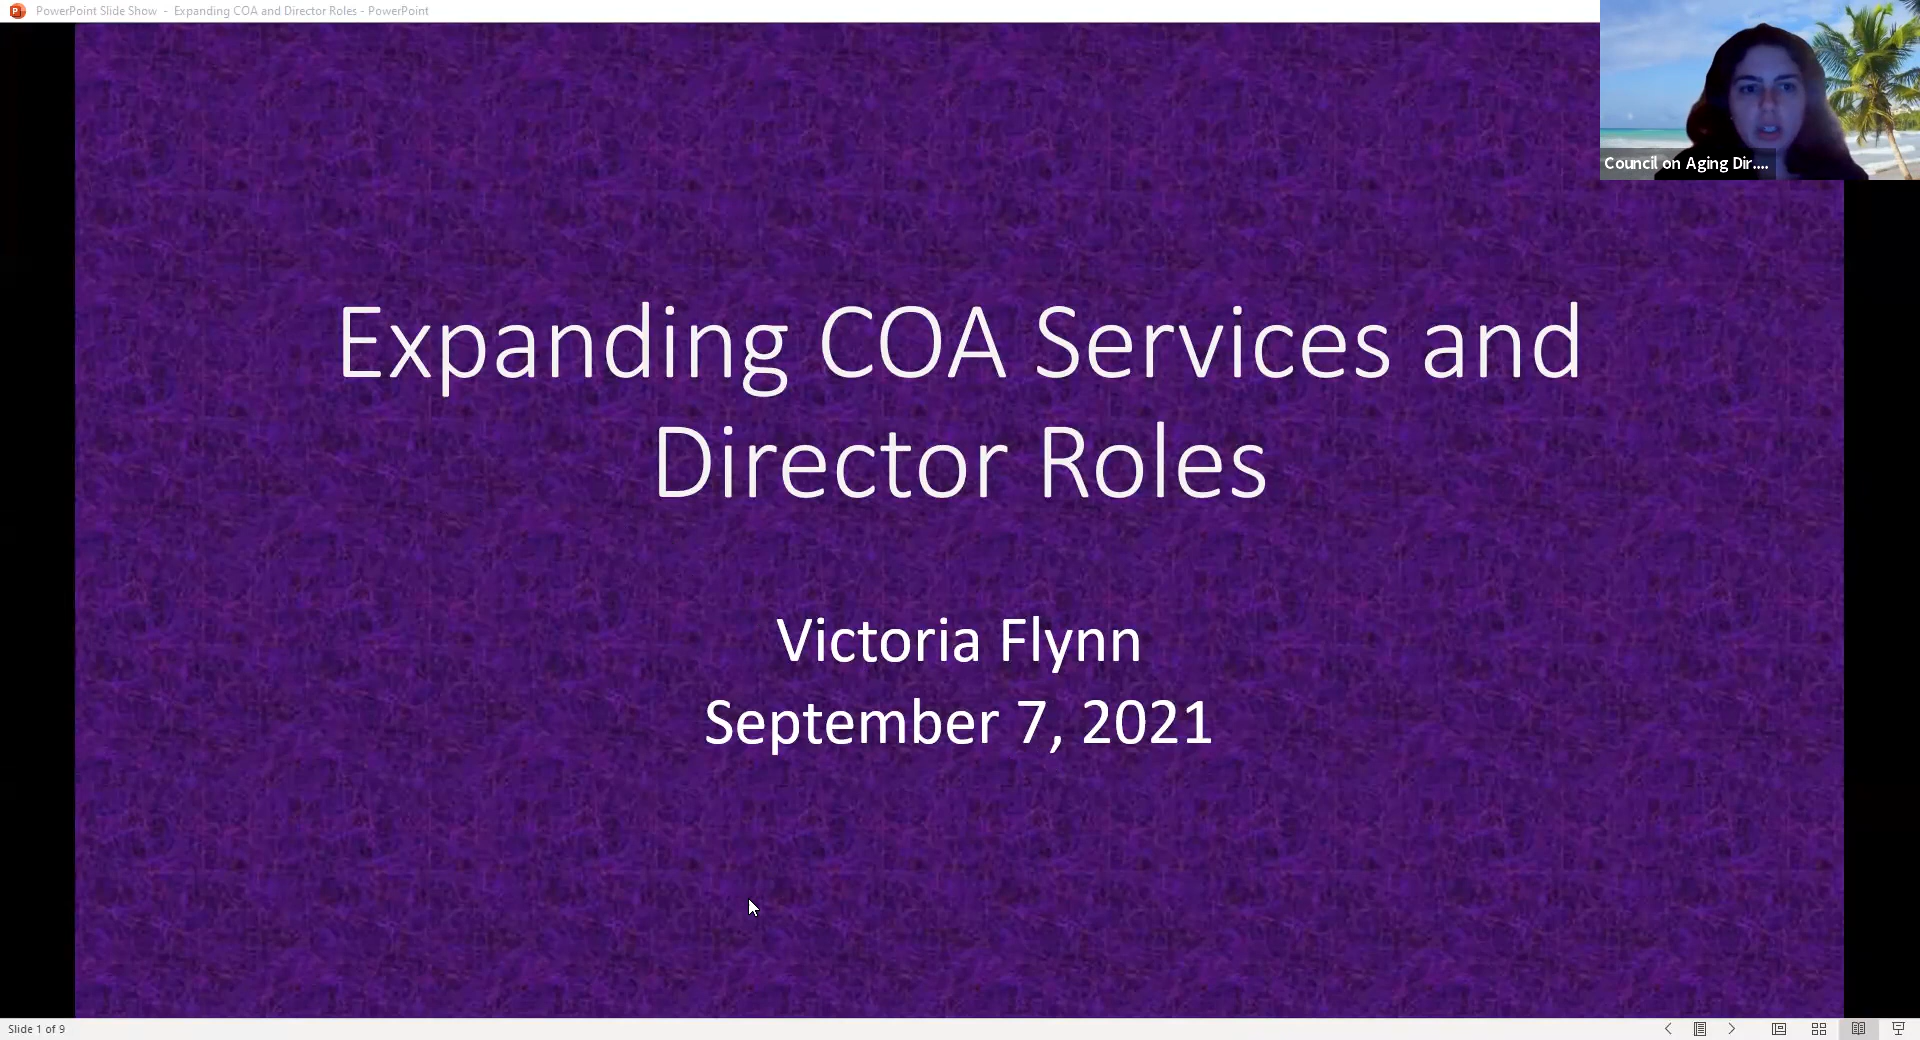 PowerPoint Slide Show - Expanding COA and Director Roles - PowerPoint
Council on Aging Dir....
Expanding COA Services and
Director Roles
Victoria Flynn
September 7, 2021
Slide 1 of 9